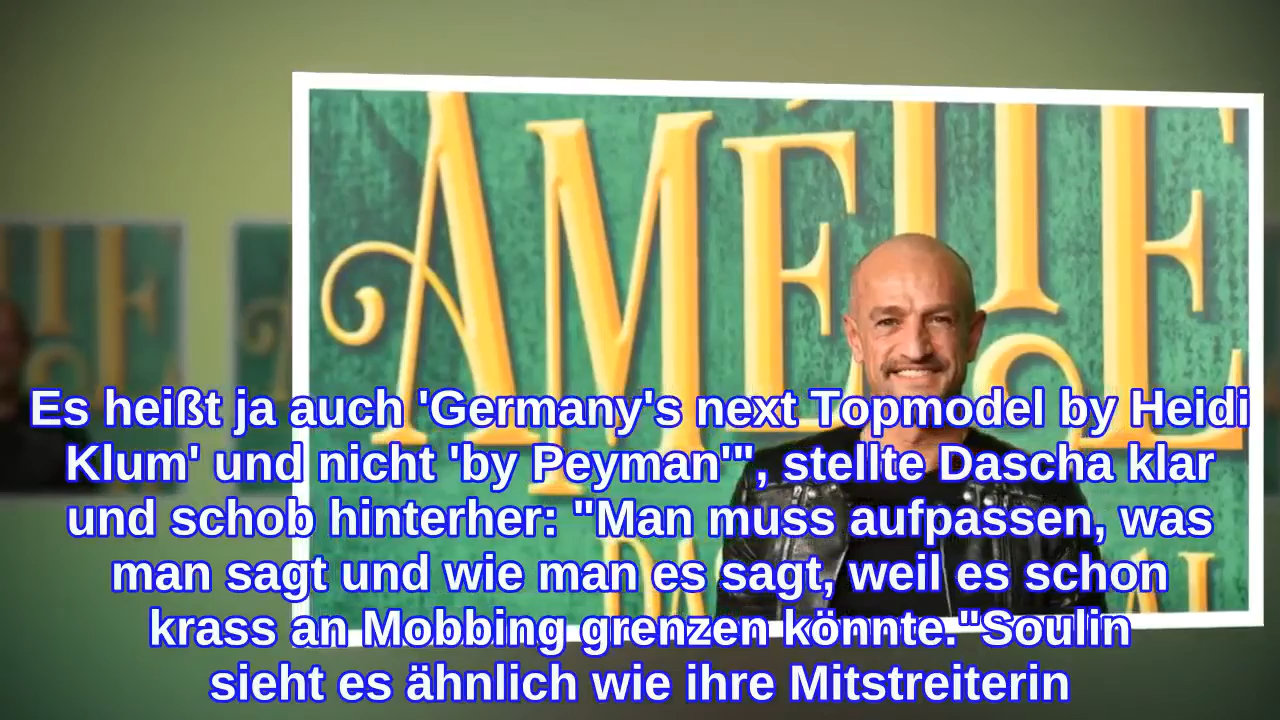 AMÉLIE
Es heißt ja auch 'Germany's next Topmodel by Heidi
Klum' und nicht 'by Peyman'", stellte Dascha klar
und schob hinterher: "Man muss aufpassen, was
man sagt und wie man es sagt, weil es schon
krass an Mobbing grenzen könnte."Soulin
sieht es ähnlich wie ihre Mitstreiterin